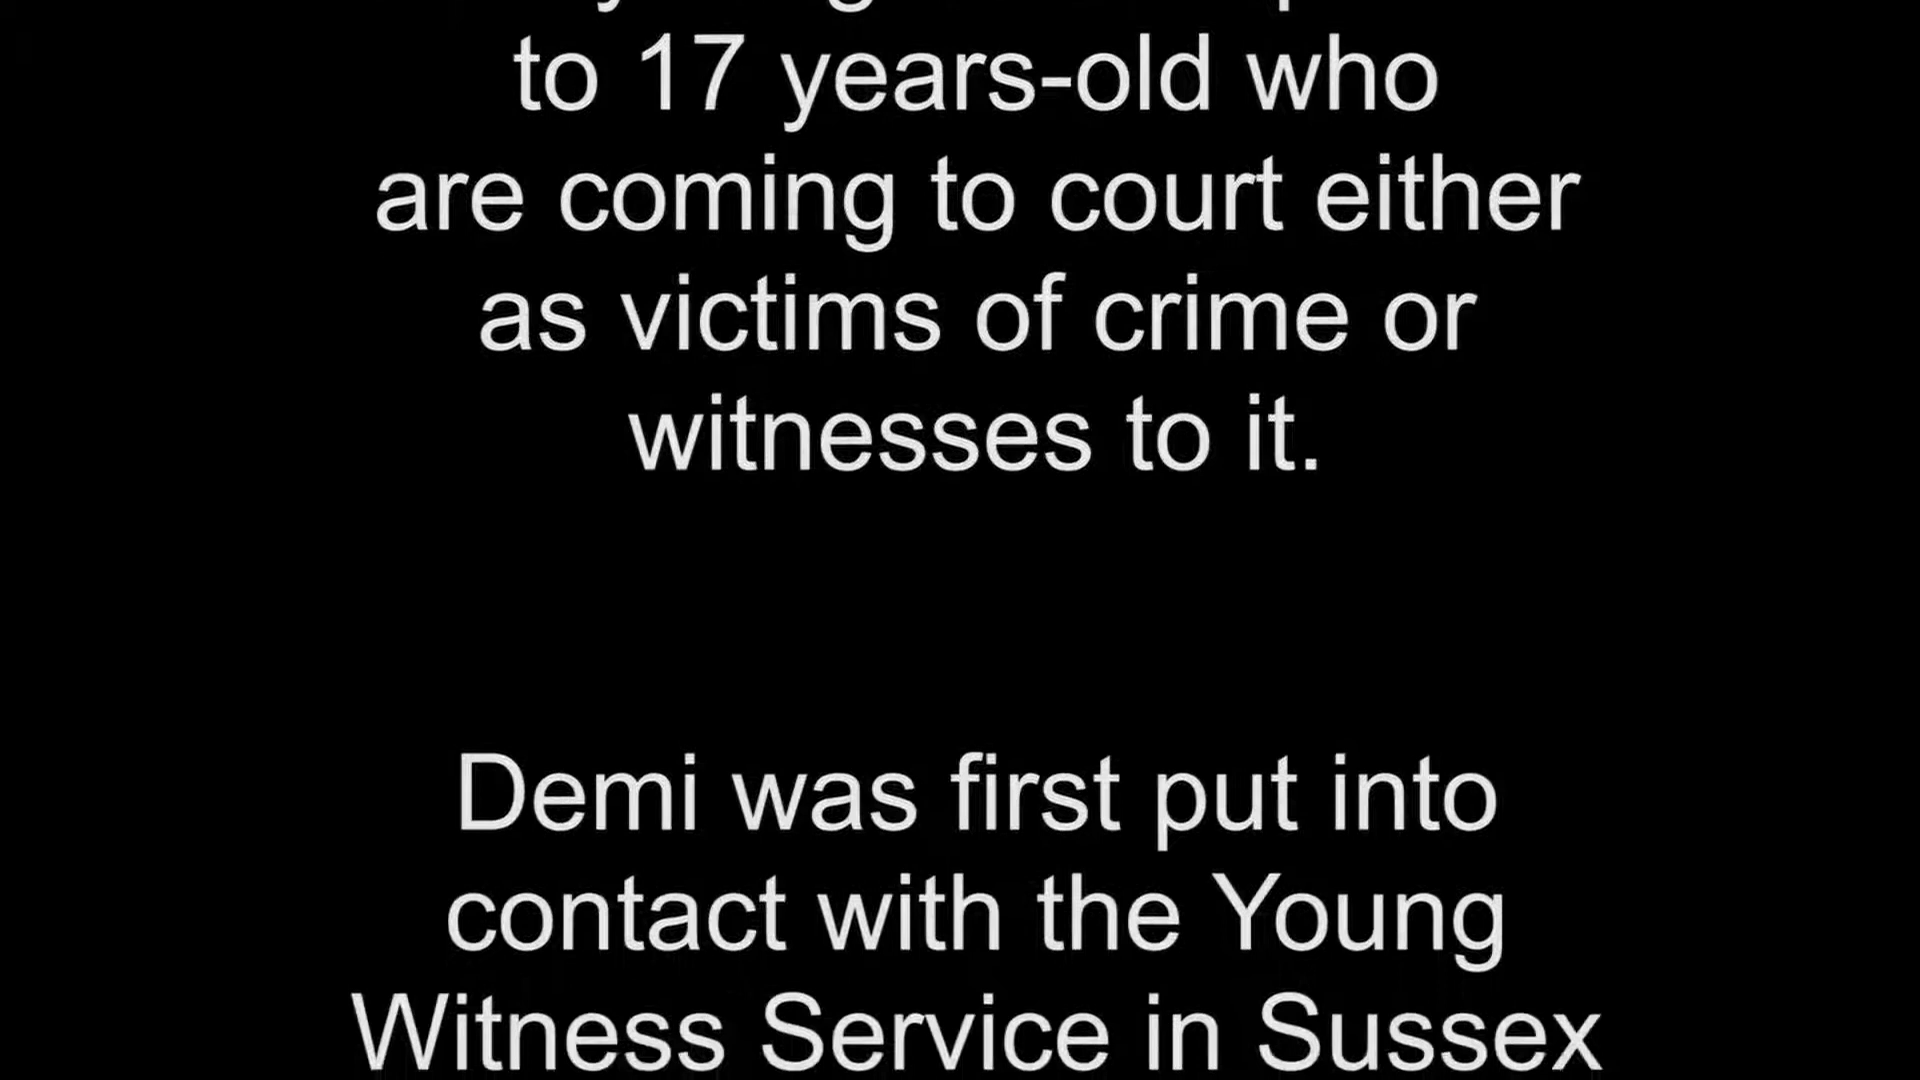 to 17 years-old who
are coming to court either
as victims of crime or
witnesses to it.
Demi was first put into
contact with the Young
Witness Service in Sussex